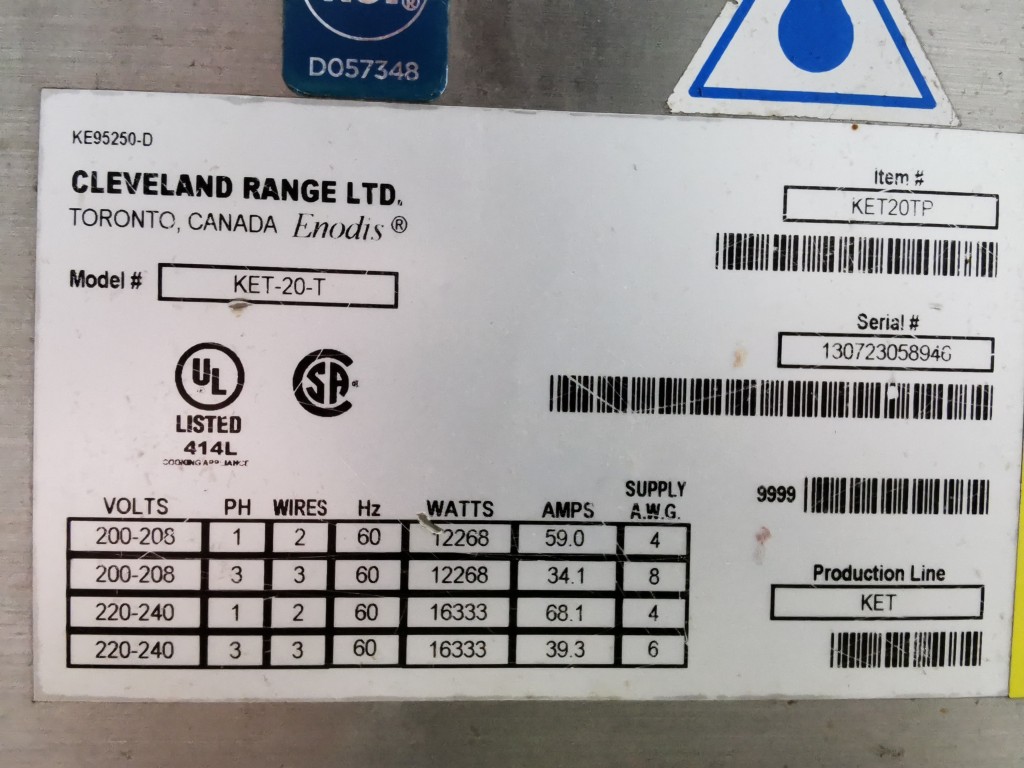 D057348
KE95250-D
CLEVELAND RANGE LTD.
TORONTO, CANADA Enodis®
Model # KET-20-T
Item #
KET20TP
Serial #
130723058946
UL
LISTED
414L
COOKING APPLIANCE
SA
9999
Production Line
KET
VOLTS PH WIRES Hz WATTS AMPS SUPPLY A.W.G.
200-208 1 2 60 12268 59.0 4
200-208 3 3 60 12268 34.1 8
220-240 1 2 60 16333 68.1 4
220-240 3 3 60 16333 39.3 6